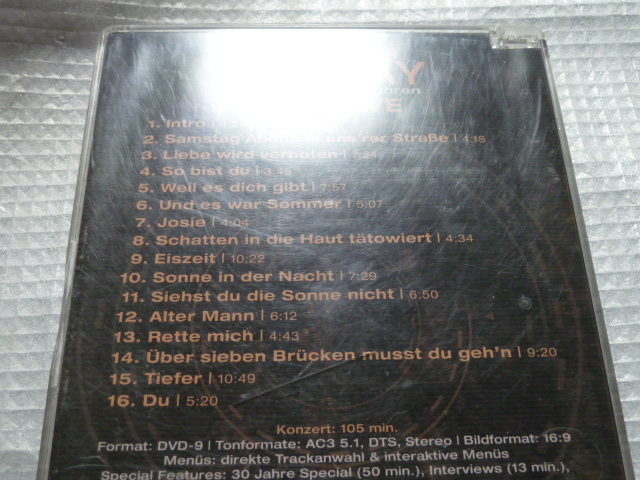 AY
hren
E
1. Intro |
2. Samstag Straße | 4:18
3. Liebe wird verboten |
4. So bist du | 3:48
5. Weil es dich gibt | 7:57
6. Und es war Sommer | 5:07
7. Josie | 4:04
8. Schatten in die Haut tätowiert | 4:34
9. Eiszeit | 10:22
10. Sonne in der Nacht | 7:29
11. Siehst du die Sonne nicht | 6:50
12. Alter Mann | 6:12
13. Rette mich | 4:43
14. Über sieben Brücken musst du geh'n | 9:20
15. Tiefer | 10:49
16. Du | 5:20
Konzert: 105 min.
Format: DVD-9 | Tonformate: AC3 5.1, DTS, Stereo | Bildformat: 16:9
Menüs: direkte Trackanwahl & interaktive Menüs
Special Features: 30 Jahre Special (50 min.), Interviews (13 min.),